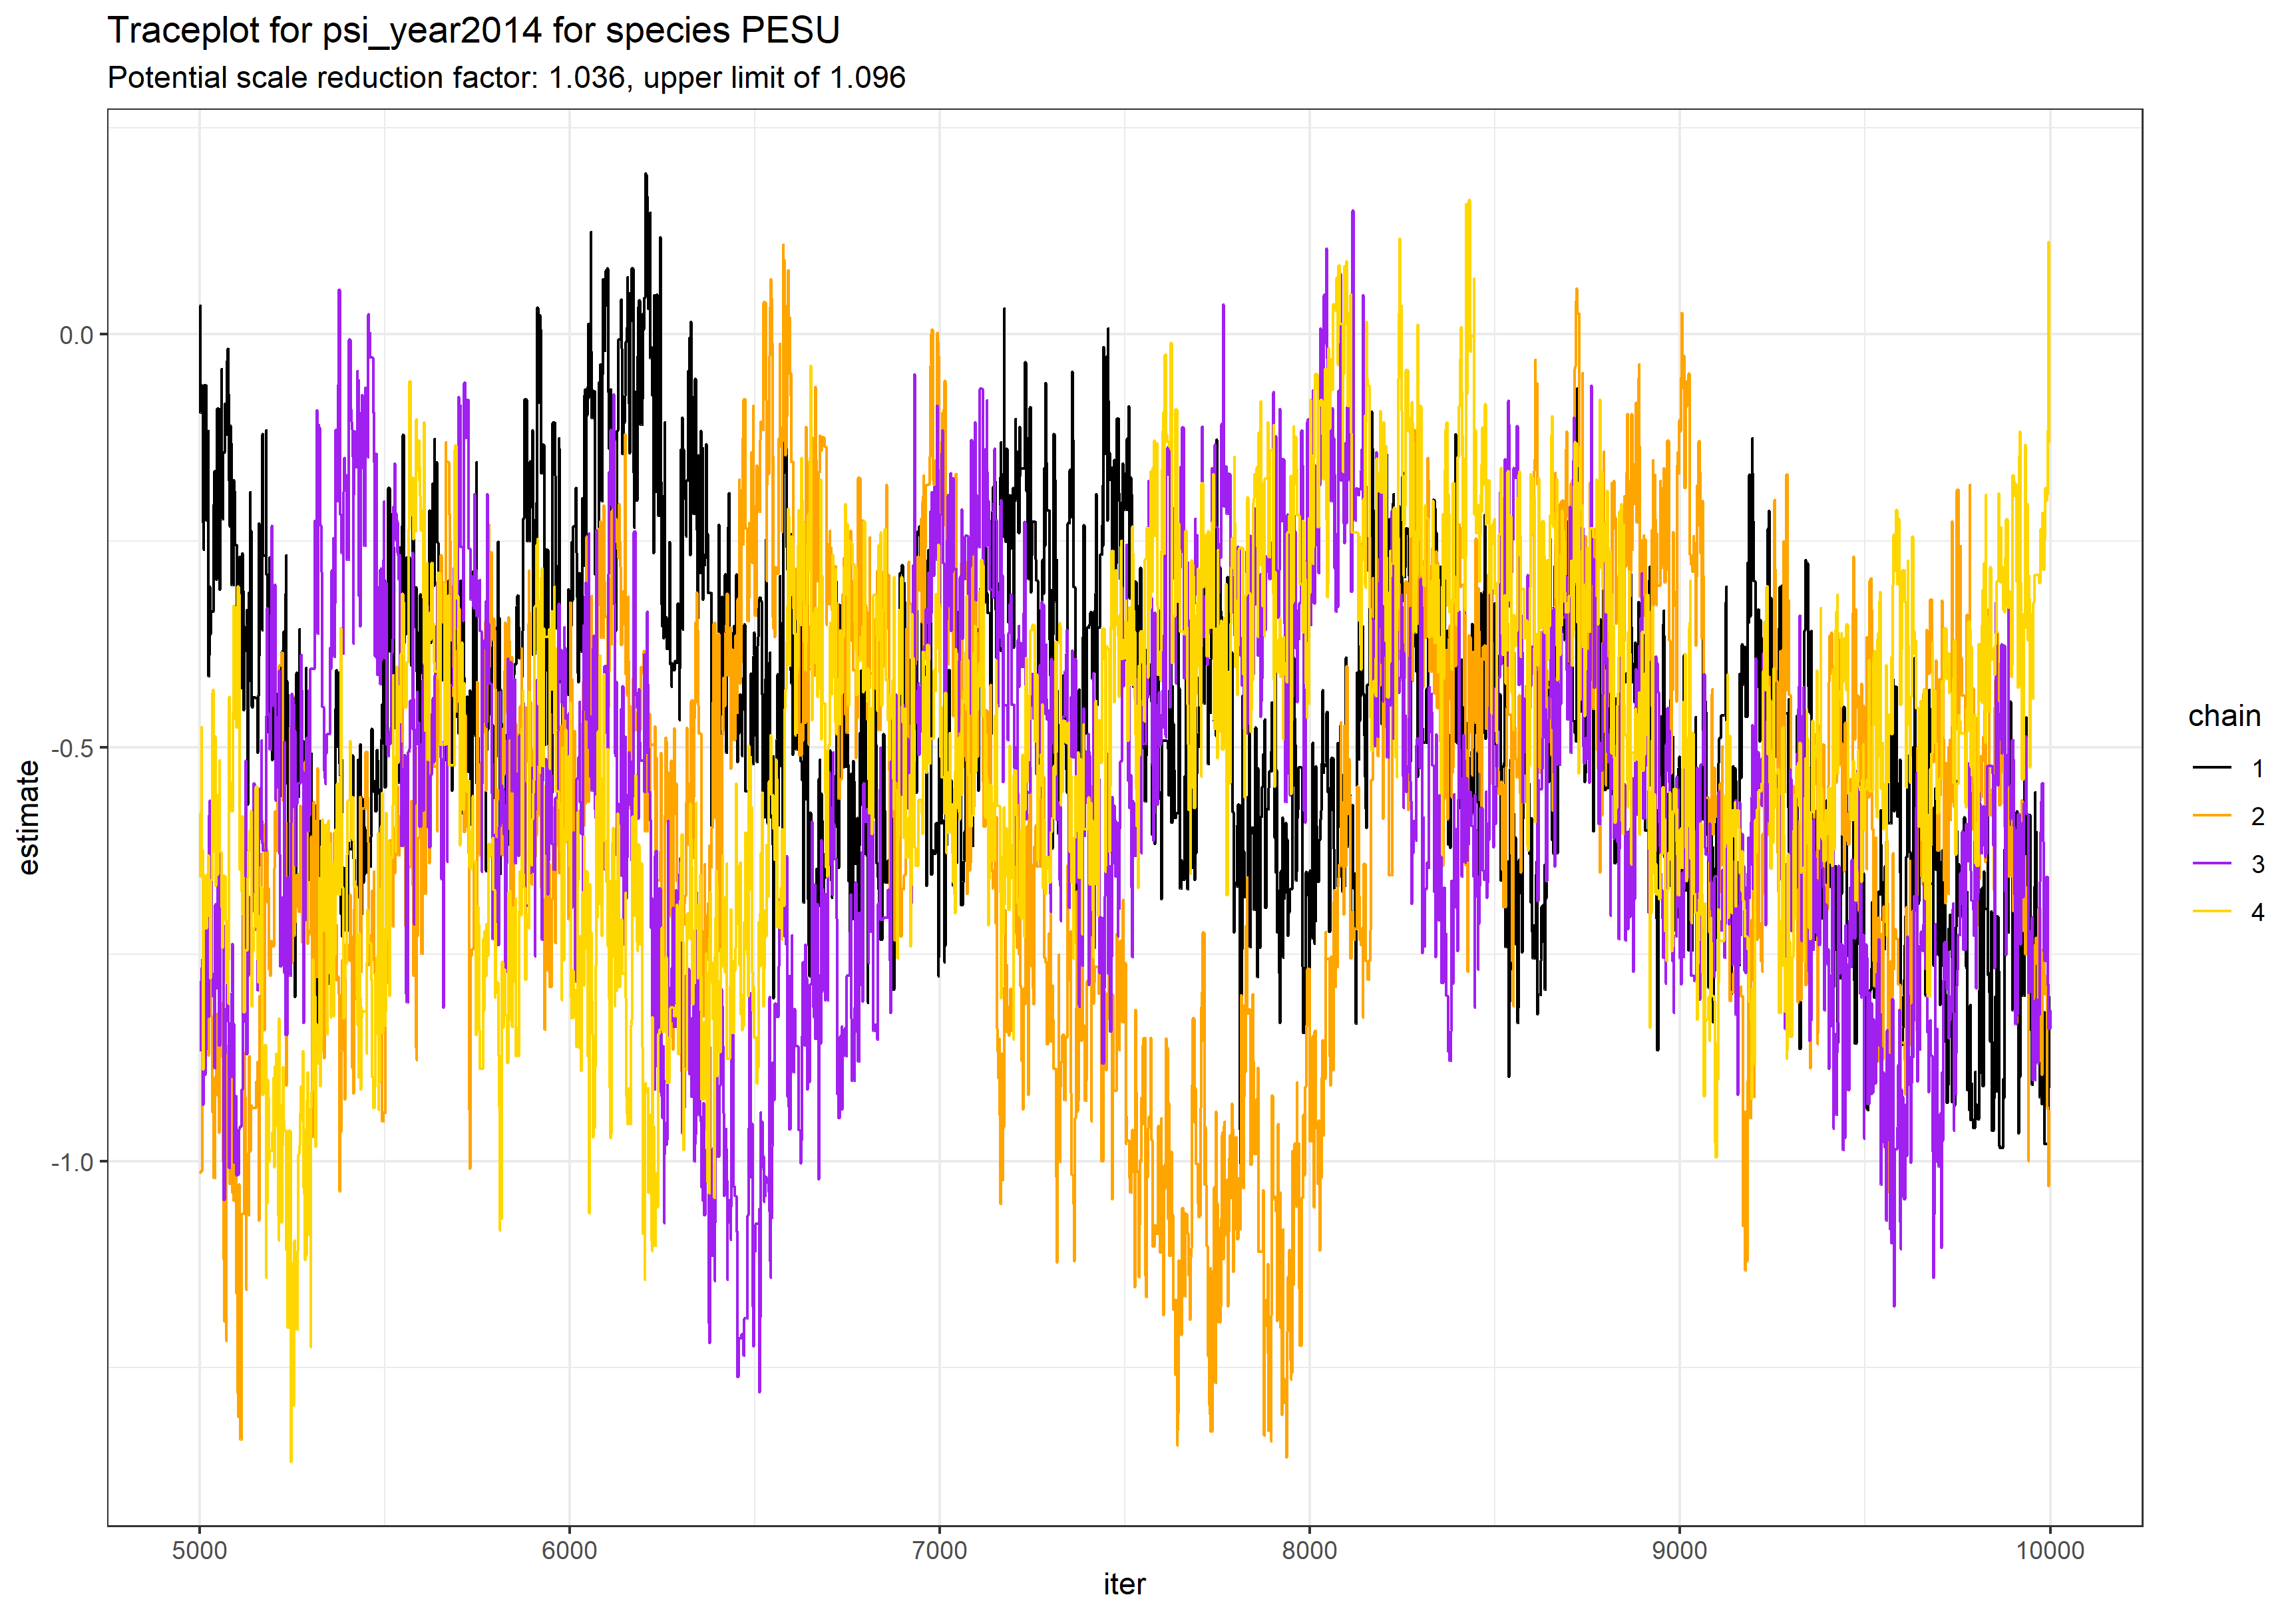 Traceplot for psi_year2014 for species PESU
Potential scale reduction factor: 1.036, upper limit of 1.096
0.0
-0.5
-1.0
estimate
5000 6000 7000 8000 9000 10000
iter
chain
1
2
3
4